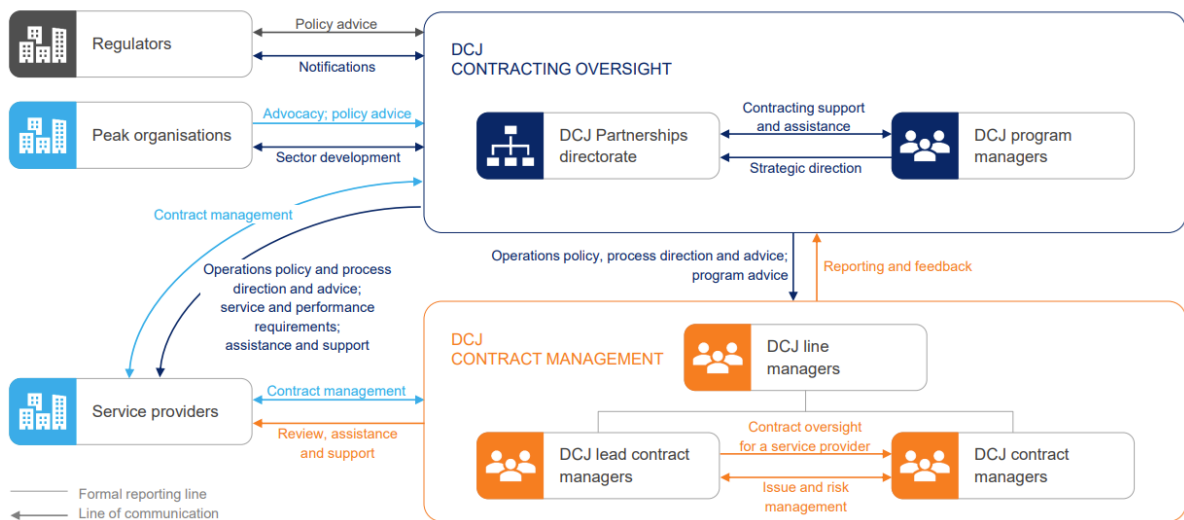 Regulators
Policy advice
Notifications
Peak organisations
Advocacy; policy advice
Sector development
DCJ
CONTRACTING OVERSIGHT
DCJ Partnerships
directorate
Contracting support
and assistance
Strategic direction
DCJ program
managers
Contract management
Operations policy and process
direction and advice;
service and performance
requirements;
assistance and support
Operations policy, process direction and advice;
program advice
Reporting and feedback
DCJ
CONTRACT MANAGEMENT
DCJ line
managers
Service providers
Contract management
Review, assistance
and support
DCJ lead contract
managers
Contract oversight
for a service provider
Issue and risk
management
DCJ contract
managers
Formal reporting line
Line of communication